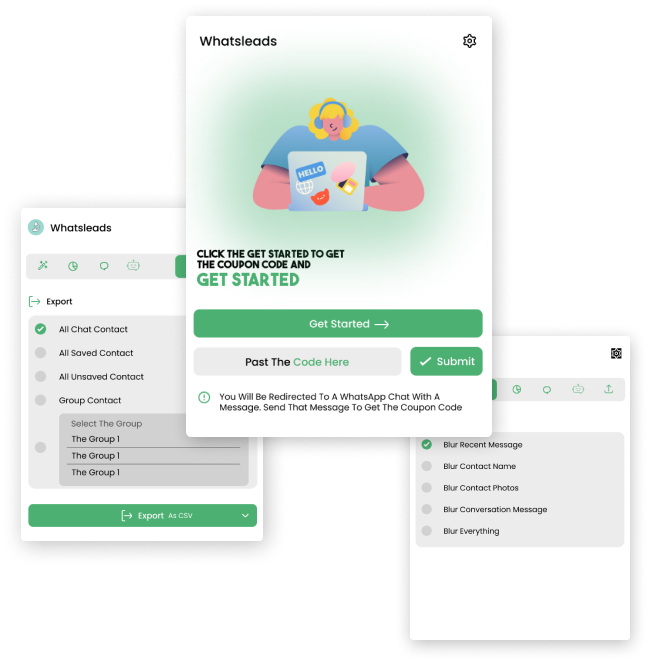 Whatsleads
HELLO
CLICK THE GET STARTED TO GET
THE COUPON CODE AND
GET STARTED
Get Started
Past The Code Here
Submit
You Will Be Redirected To A WhatsApp Chat With A
Message. Send That Message To Get The Coupon Code
Whatsleads
Export
All Chat Contact
All Saved Contact
All Unsaved Contact
Group Contact
Select The Group
The Group 1
The Group 1
The Group 1
Export As CSV
Blur Recent Message
Blur Contact Name
Blur Contact Photos
Blur Conversation Message
Blur Everything